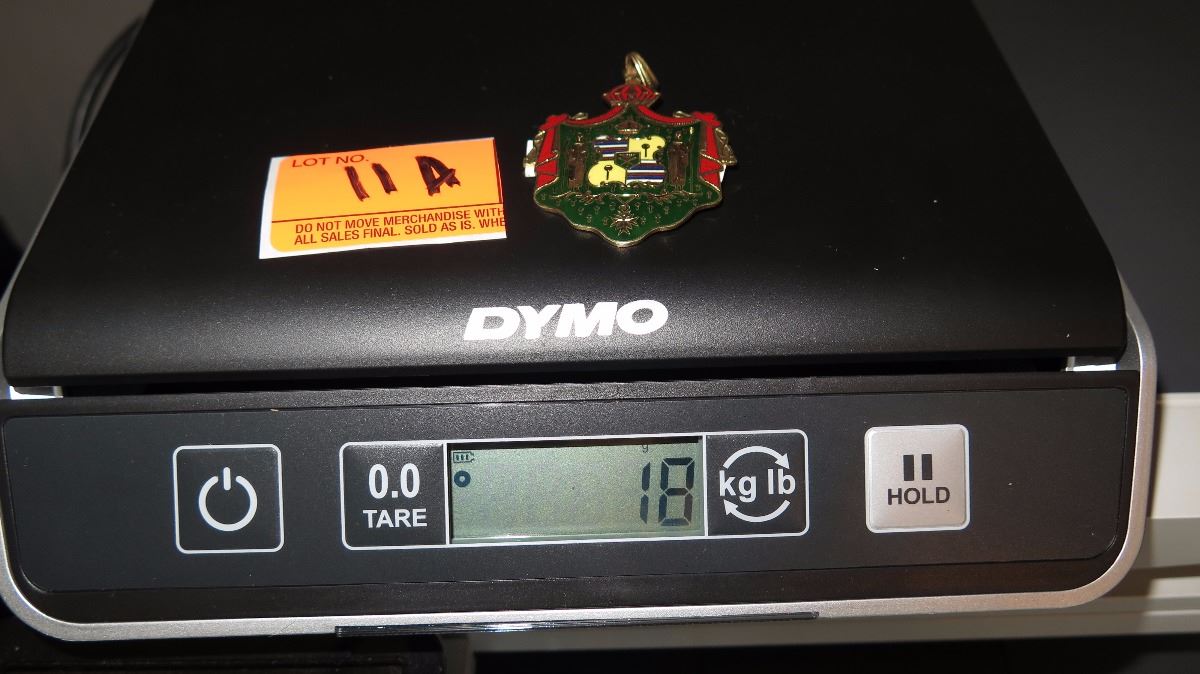 LOT NO.
11A
DO NOT MOVE MERCHANDISE WITH
ALL SALES FINAL. SOLD AS IS. WHE
DYMO
0.0
TARE
g
18
kg lb
HOLD